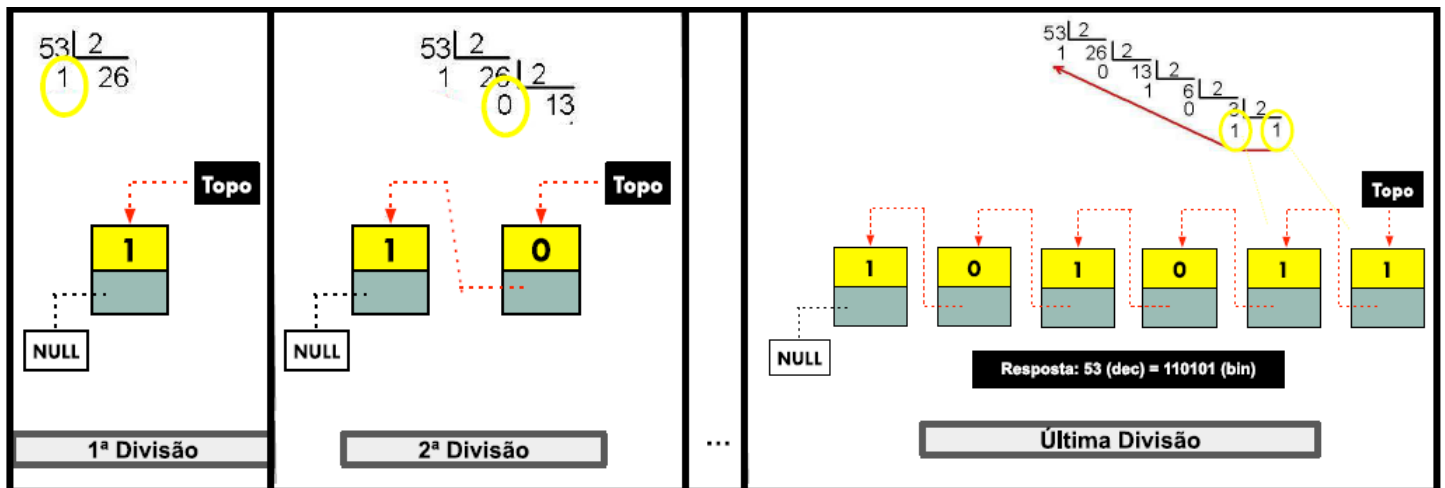 53 2
1 26
Topo
1
NULL
1ª Divisão
53 2
1 26 2
0 13
Topo
1 0
NULL
2ª Divisão
...
53 2
1 26 2
0 13 2
1 6 2
0 3 2
1 1
Topo
1 0 1 0 1 1
NULL
Resposta: 53 (dec) = 110101 (bin)
Última Divisão